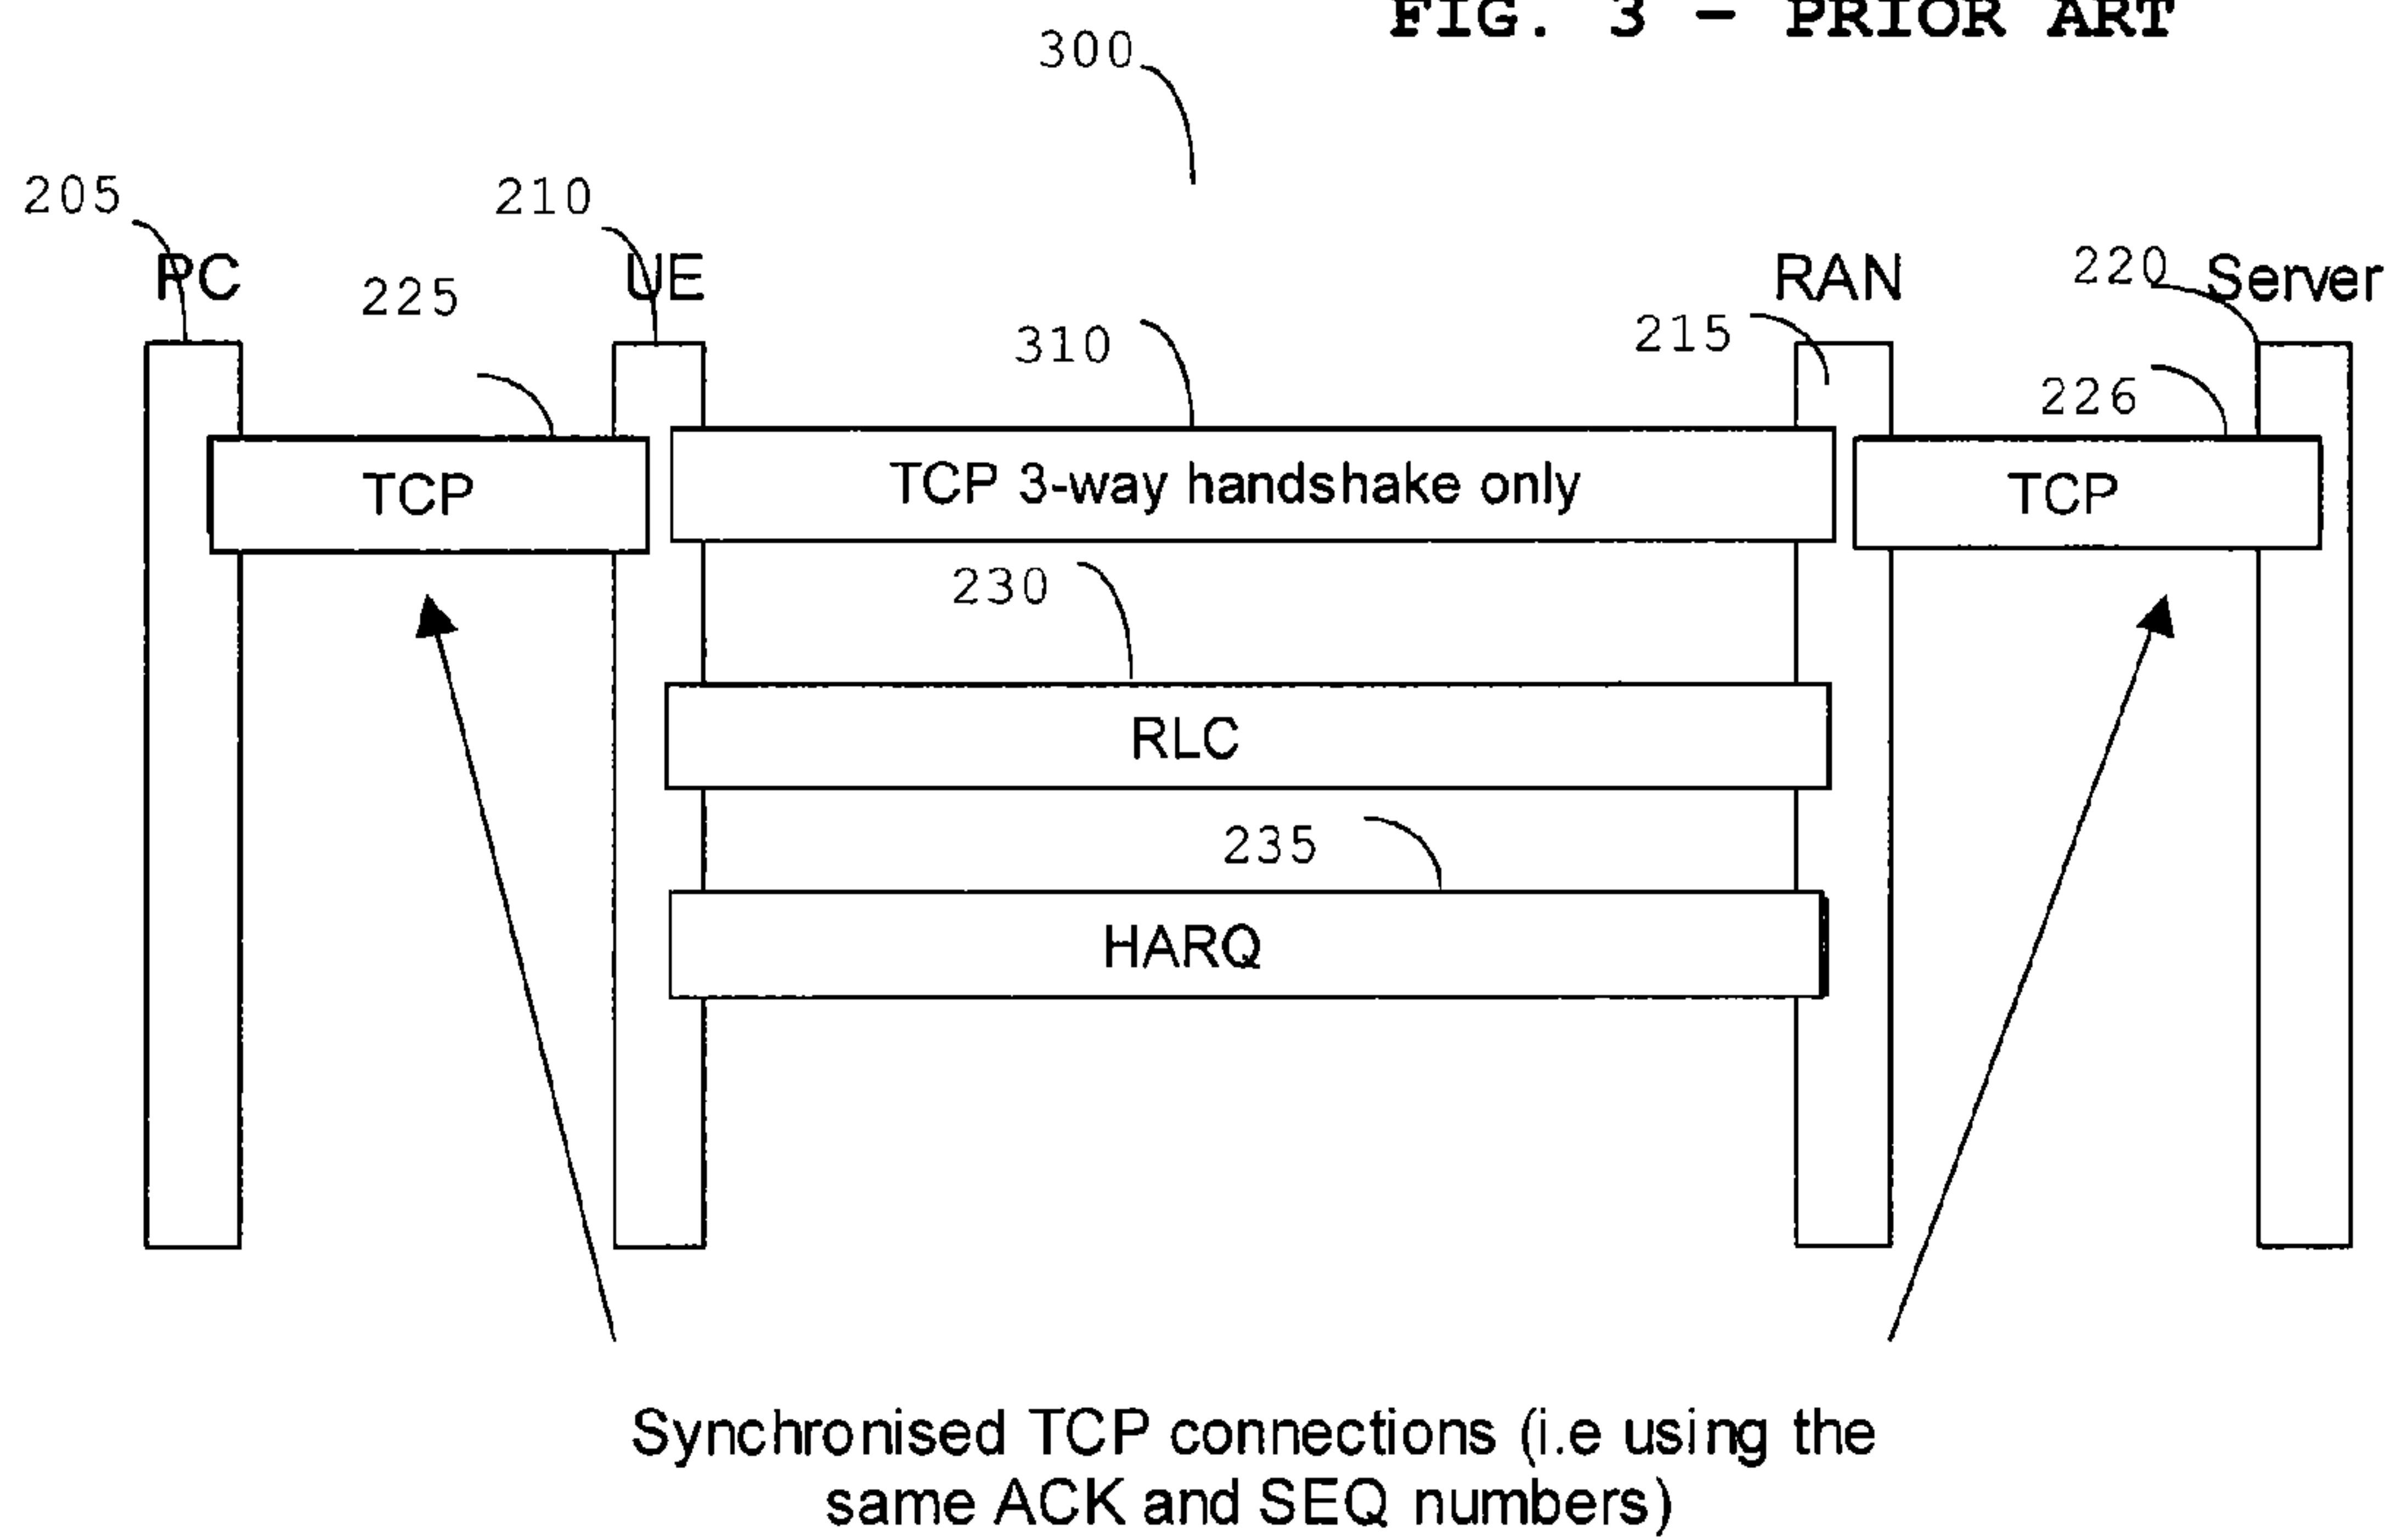 FIG. 3 - PRIOR ART
300
205
210
PC
225
UE
RAN
220
Server
310
215
226
TCP
TCP 3-way handshake only
TCP
230
RLC
235
HARQ
Synchronised TCP connections (i.e using the
same ACK and SEQ numbers)